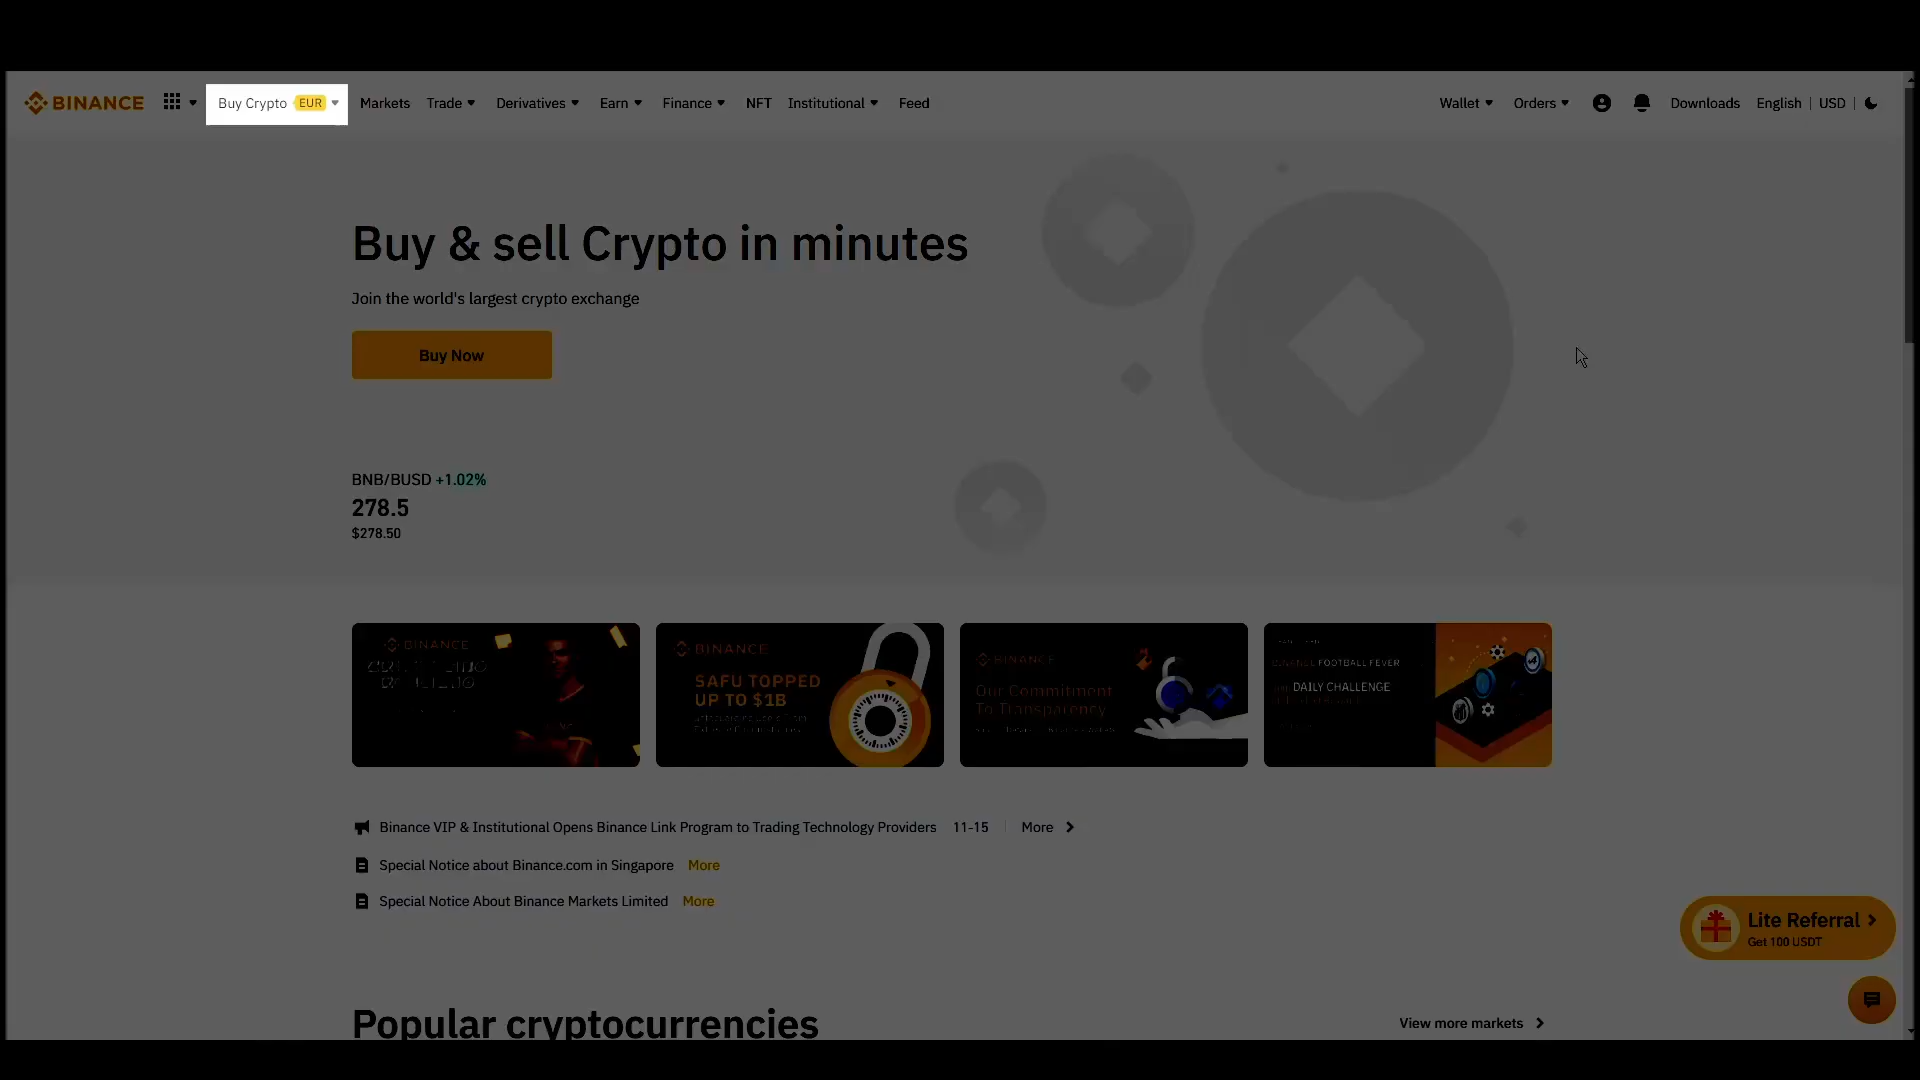 BINANCE Buy Crypto EUR Markets Trade Derivatives Earn Finance NFT Institutional Feed Wallet Orders Downloads English | USD
Buy & sell Crypto in minutes
Join the world's largest crypto exchange
Buy Now
BNB/BUSD +1.02%
278.5
$278.50
BINANCE
BINANCE
SAFU TOPPED
UP TO $1B
BINANCE
Our Commitment
To Transparency
FOOTBALL FEVER
DAILY CHALLENGE
Binance VIP & Institutional Opens Binance Link Program to Trading Technology Providers 11-15 More
Special Notice about Binance.com in Singapore More
Special Notice About Binance Markets Limited More
Lite Referral
Get 100 USDT
Popular cryptocurrencies
View more markets